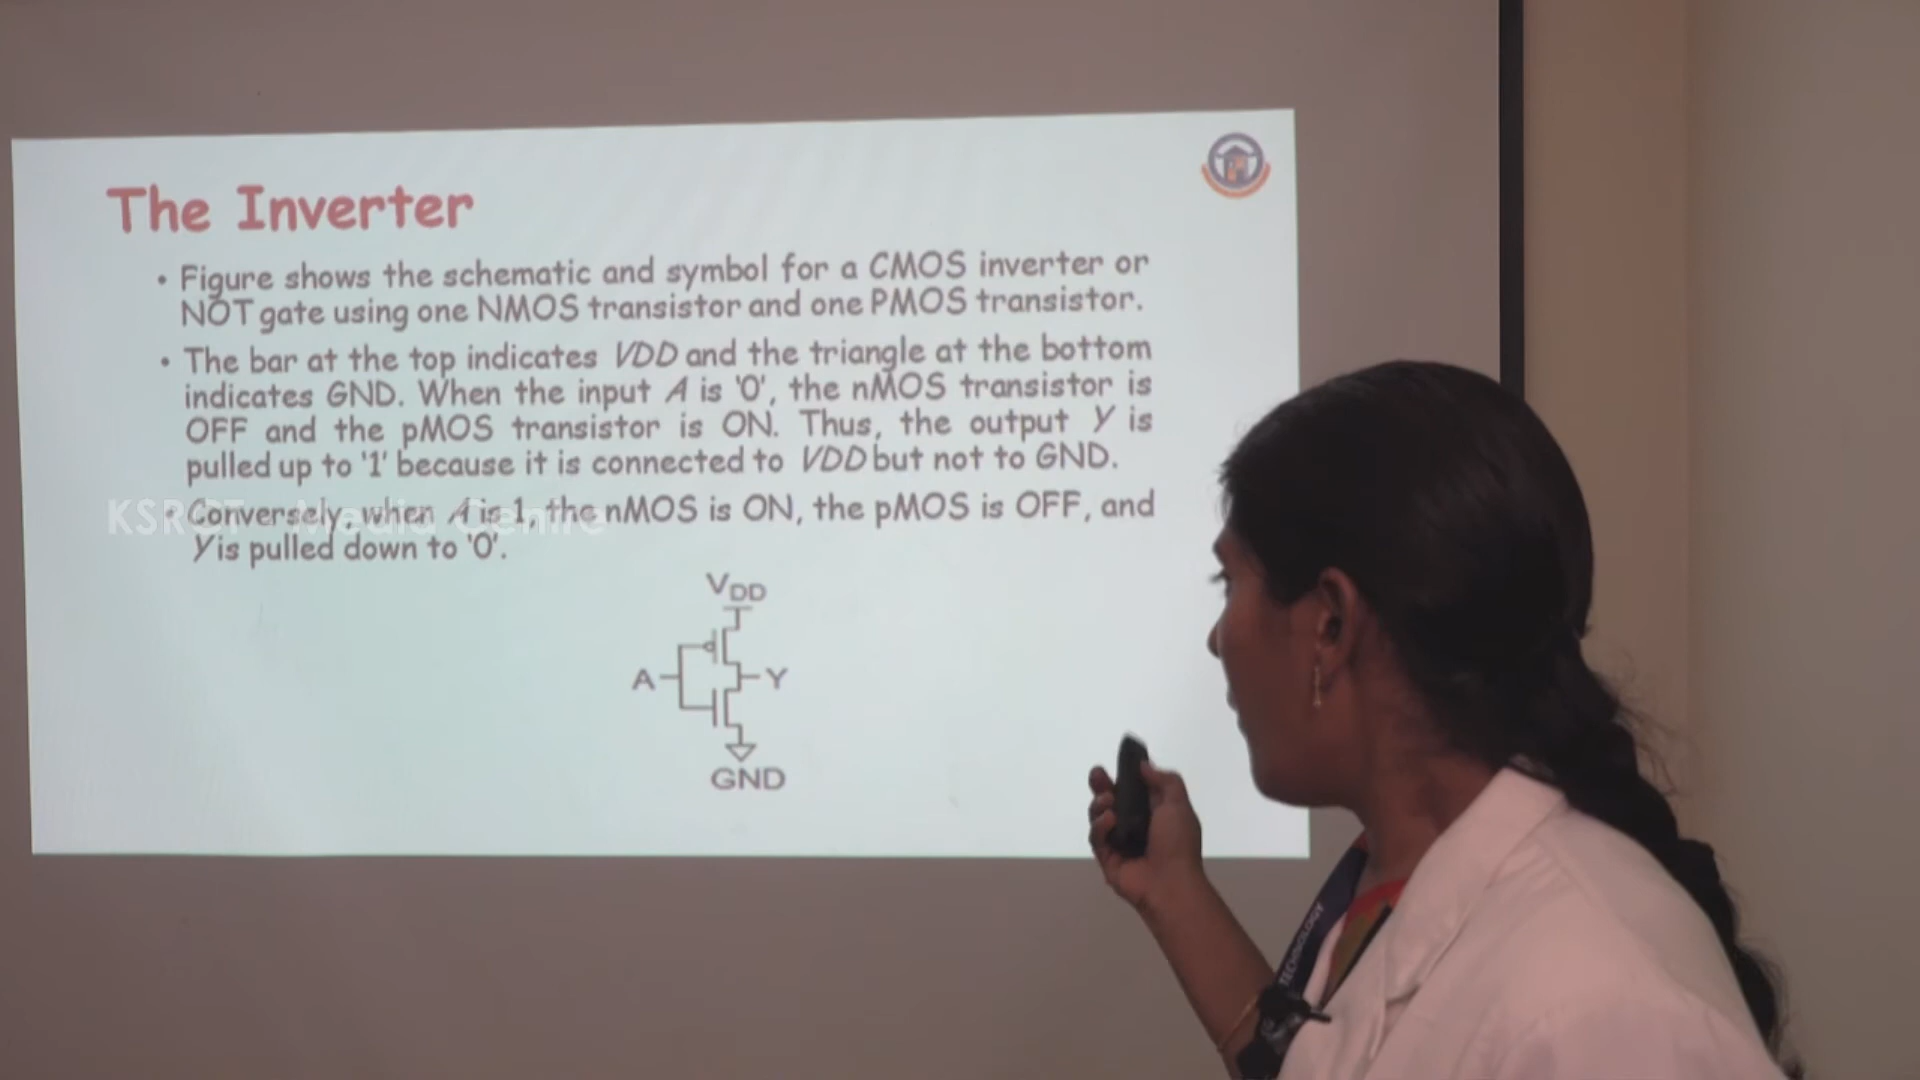 The Inverter
• Figure shows the schematic and symbol for a CMOS inverter or
NOT gate using one NMOS transistor and one PMOS transistor.
• The bar at the top indicates VDD and the triangle at the bottom
indicates GND. When the input A is '0', the nMOS transistor is
OFF and the pMOS transistor is ON. Thus, the output Y is
pulled up to '1' because it is connected to VDD but not to GND.
• Conversely, when A is 1, the nMOS is ON, the pMOS is OFF, and
Y is pulled down to '0'.
KSRCT Media Centre
VDD
A
Y
GND
TECHNOLOGY